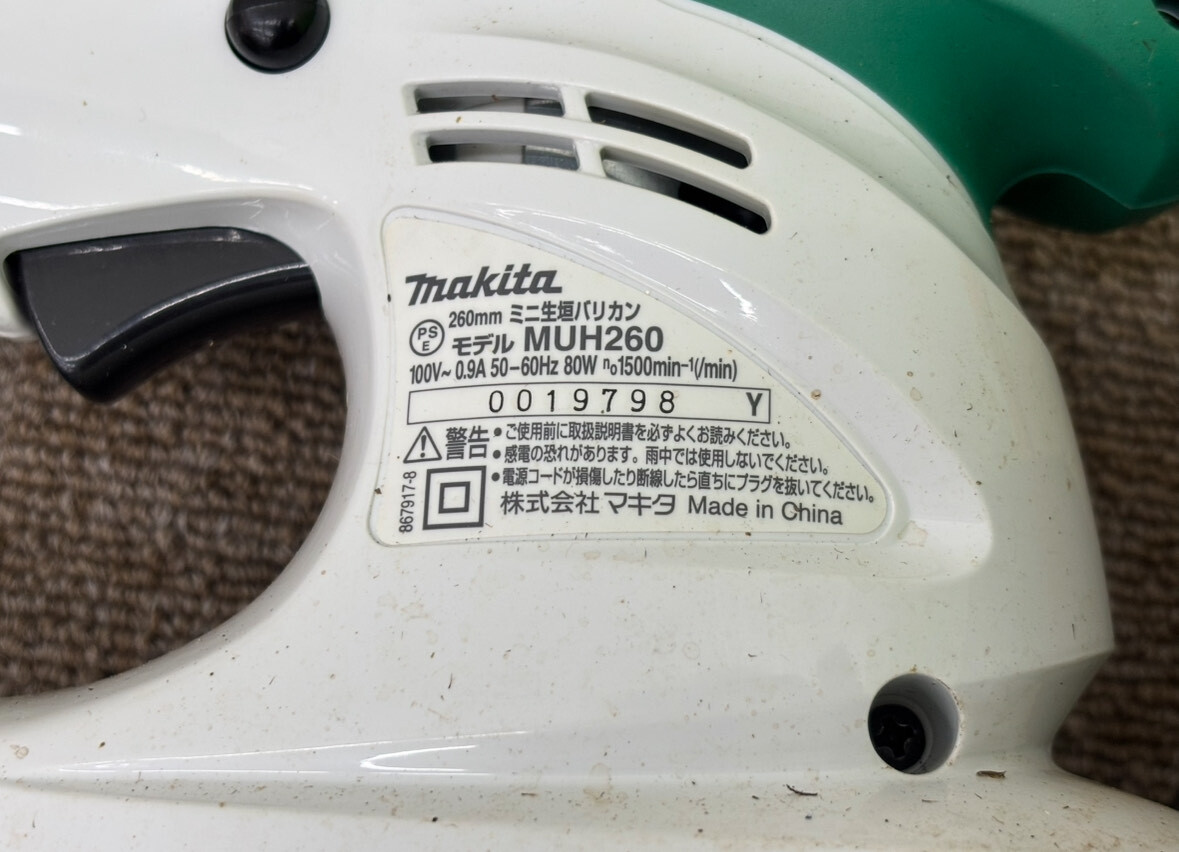 makita
260mm ミニ生垣バリカン
PS
E
モデル MUH260
100V~ 0.9A 50-60Hz 80W n₀1500min⁻¹(/min)
0019798 Y
警告
•ご使用前に取扱説明書を必ずよくお読みください。
•感電の恐れがあります。雨中では使用しないでください。
•電源コードが損傷したり断線したら直ちにプラグを抜いてください。
867917-8
株式会社 マキタ Made in China